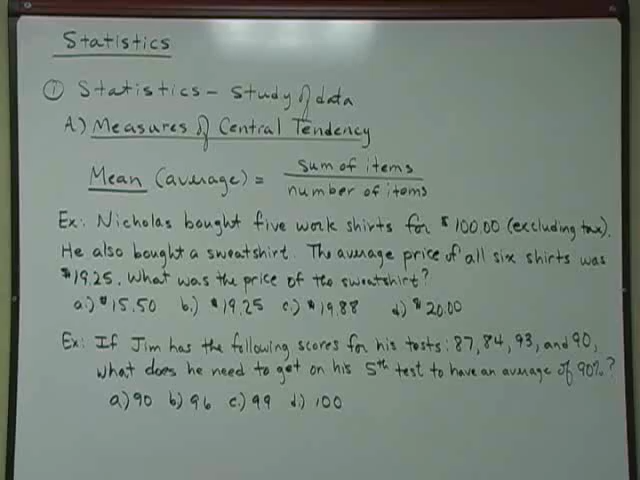 Statistics
① Statistics - Study of data
A.) Measures of Central Tendency
Mean (average) = sum of items
number of items
Ex: Nicholas bought five work shirts for $100.00 (excluding tax).
He also bought a sweatshirt. The average price of all six shirts was
$19.25. What was the price of the sweatshirt?
a.) $15.50 b.) $19.25 c.) $19.88 d.) $20.00
Ex: If Jim has the following scores for his tests: 87, 84, 93, and 90,
what does he need to get on his 5th test to have an average of 90%?
a.) 90 b.) 96 c.) 99 d.) 100